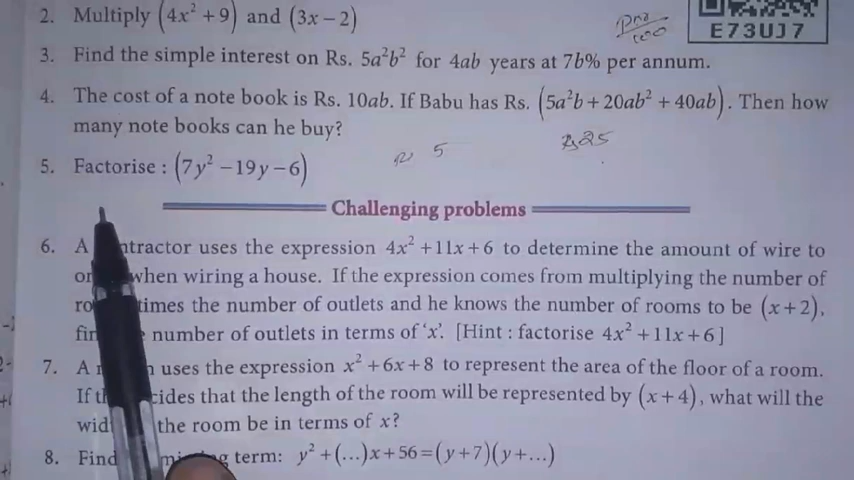 2. Multiply (4x² + 9) and (3x − 2)
E73UJ7
3. Find the simple interest on Rs. 5a²b² for 4ab years at 7b% per annum.
4. The cost of a note book is Rs. 10ab. If Babu has Rs. (5a²b + 20ab² + 40ab). Then how
many note books can he buy?
5. Factorise : (7y² − 19y − 6)
Challenging problems
6. A ntractor uses the expression 4x² + 11x + 6 to determine the amount of wire to
when wiring a house. If the expression comes from multiplying the number of
times the number of outlets and he knows the number of rooms to be (x + 2),
number of outlets in terms of 'x'. [Hint : factorise 4x² + 11x + 6]
7. A uses the expression x² + 6x + 8 to represent the area of the floor of a room.
If cides that the length of the room will be represented by (x + 4), what will the
the room be in terms of x?
8. Find term: y² + (...)x + 56 = (y + 7)(y + ...)